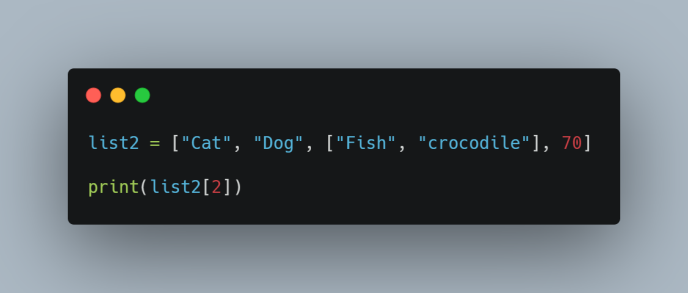 list2 = ["Cat", "Dog", ["Fish", "crocodile"], 70]
print(list2[2])